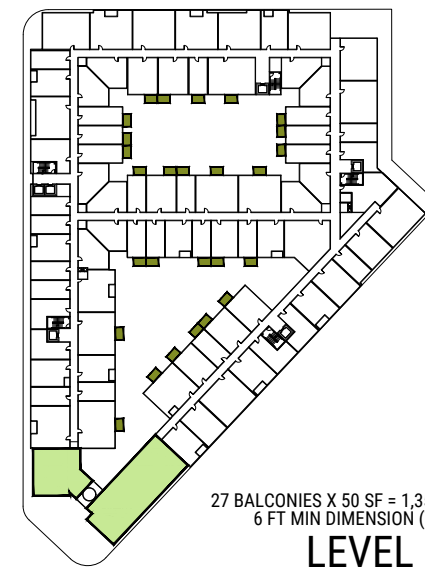 27 BALCONIES X 50 SF = 1,3
6 FT MIN DIMENSION (
LEVEL